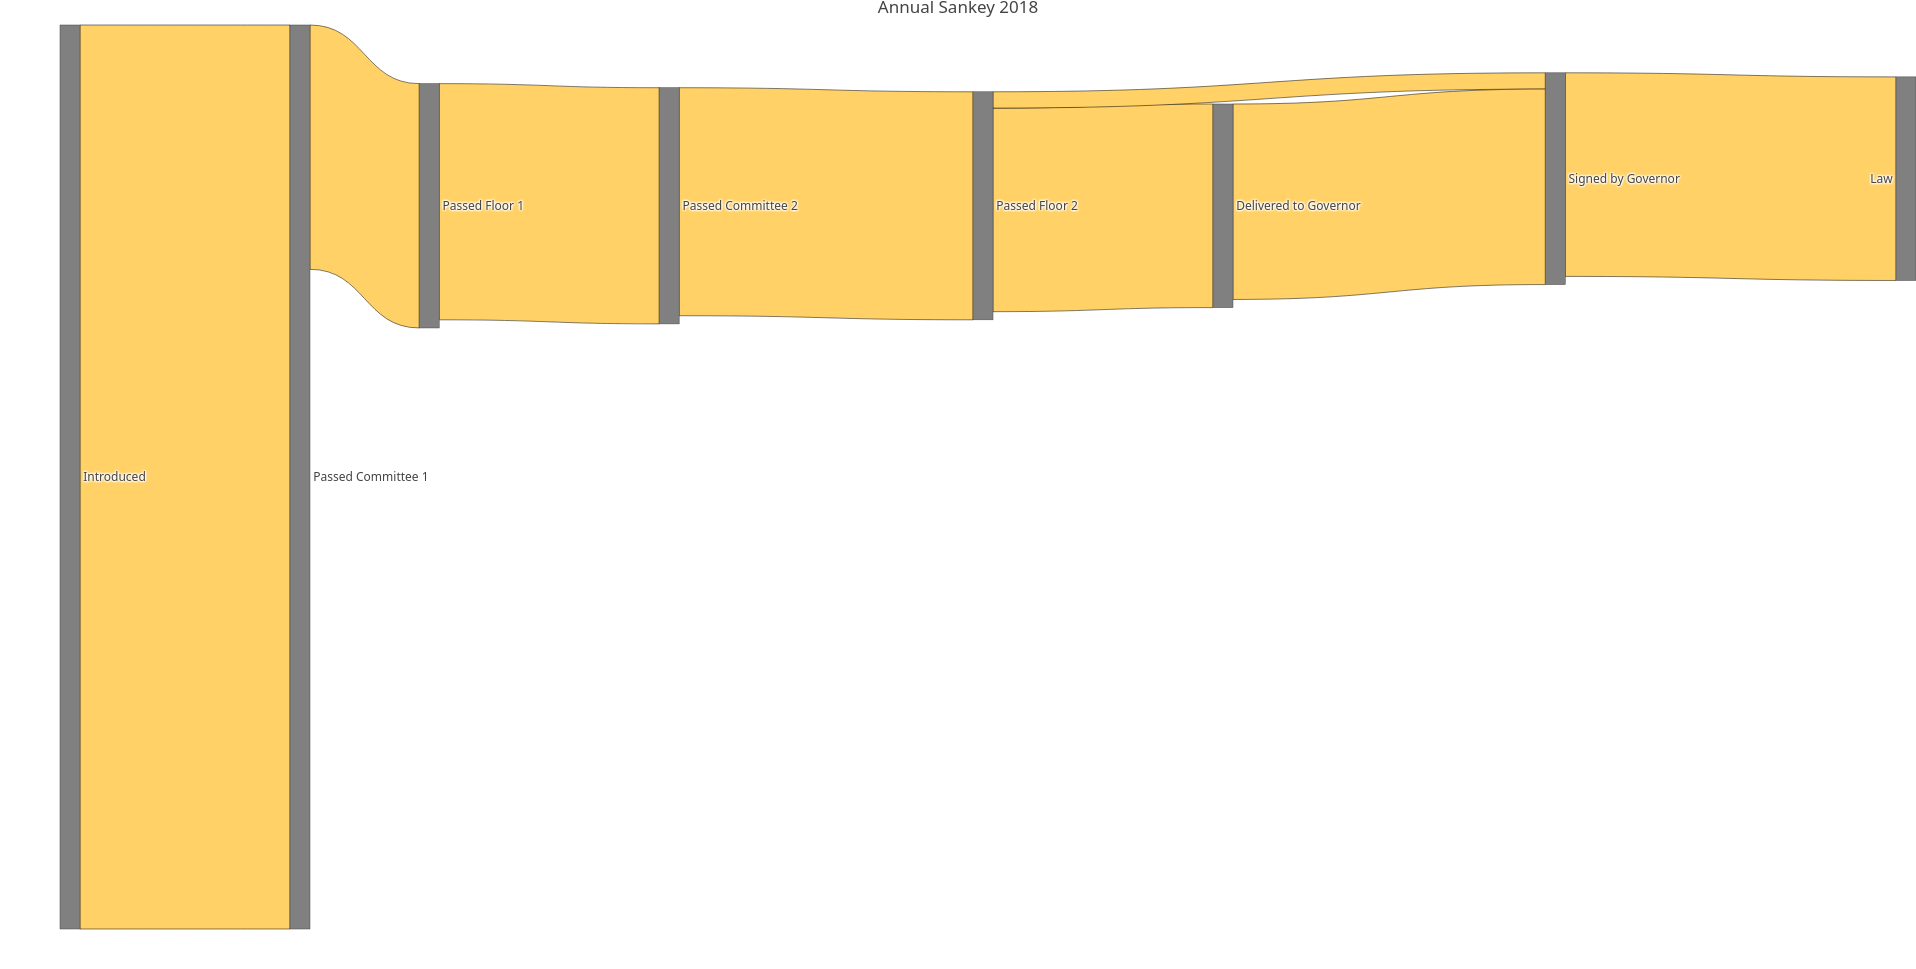 Annual Sankey 2018
Introduced
Passed Committee 1
Passed Floor 1
Passed Committee 2
Passed Floor 2
Delivered to Governor
Signed by Governor
Law